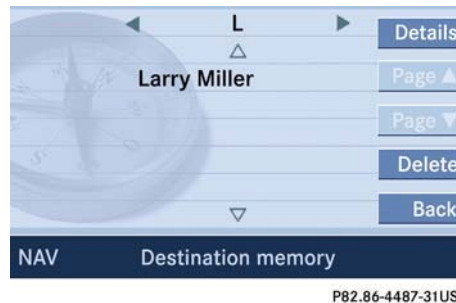 L
Details
Larry Miller
Page
Page
Delete
Back
NAV Destination memory
P82.86-4487-31US